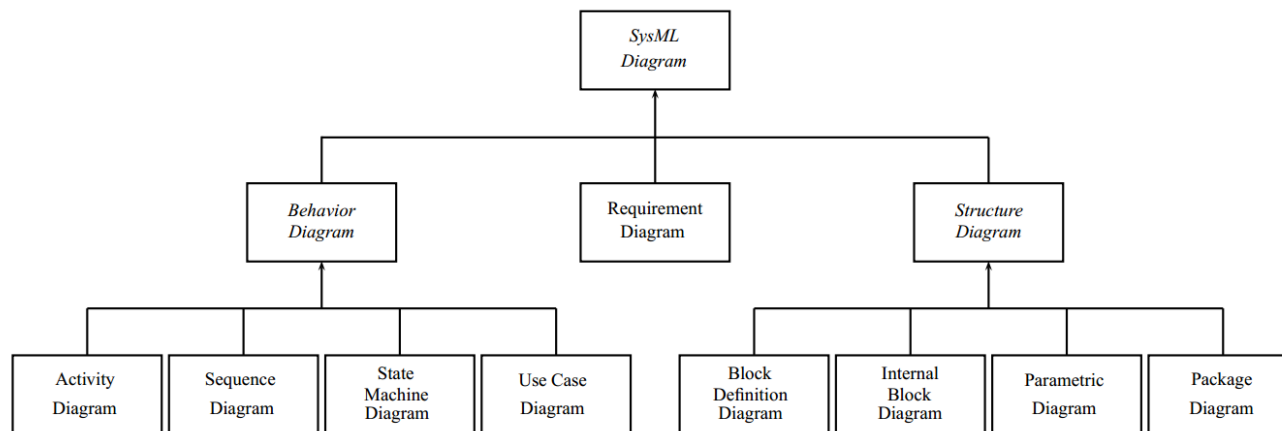 SysML
Diagram
Behavior
Diagram
Requirement
Diagram
Structure
Diagram
Activity
Diagram
Sequence
Diagram
State
Machine
Diagram
Use Case
Diagram
Block
Definition
Diagram
Internal
Block
Diagram
Parametric
Diagram
Package
Diagram